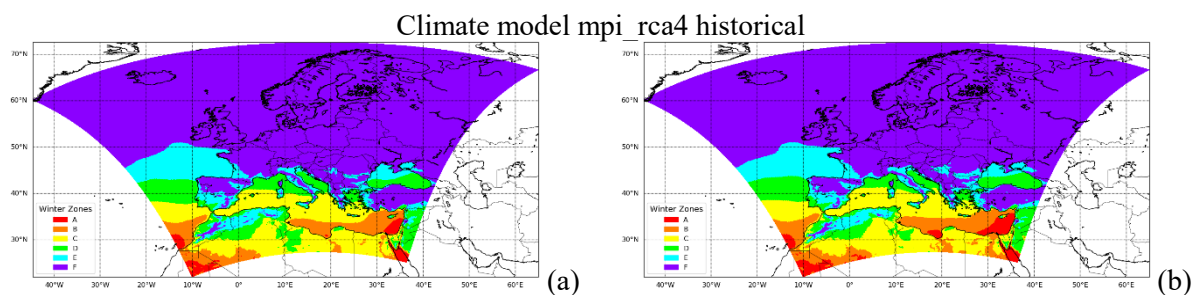 Climate model mpi_rca4 historical
70°N
60°N
50°N
40°N
30°N
Winter Zones
A
B
C
D
E
F
40°W 30°W 20°W 10°W 0° 10°E 20°E 30°E 40°E 50°E 60°E
(a)
70°N
60°N
50°N
40°N
30°N
Winter Zones
A
B
C
D
E
F
40°W 30°W 20°W 10°W 0° 10°E 20°E 30°E 40°E 50°E 60°E
(b)